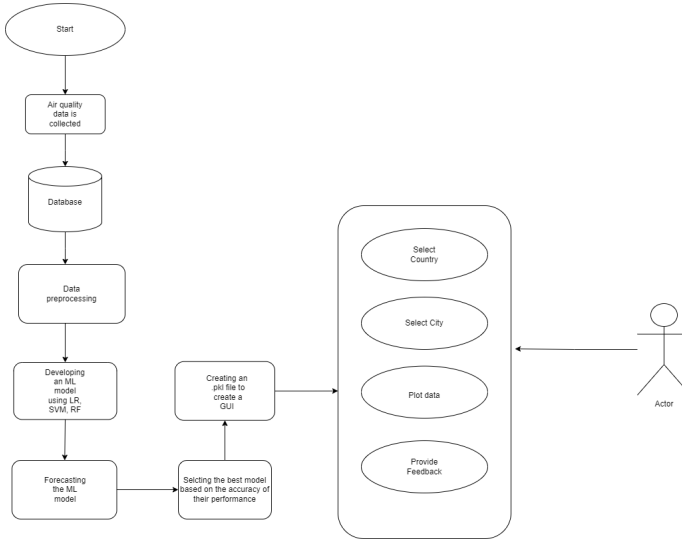 Start
Air quality
data is
collected
Database
Data
preprocessing
Developing
an ML
model
using LR,
SVM, RF
Forecasting
the ML
model
Selcting the best model
based on the accuracy of
their performance
Creating an
.pkl file to
create a
GUI
Select
Country
Select City
Plot data
Provide
Feedback
Actor